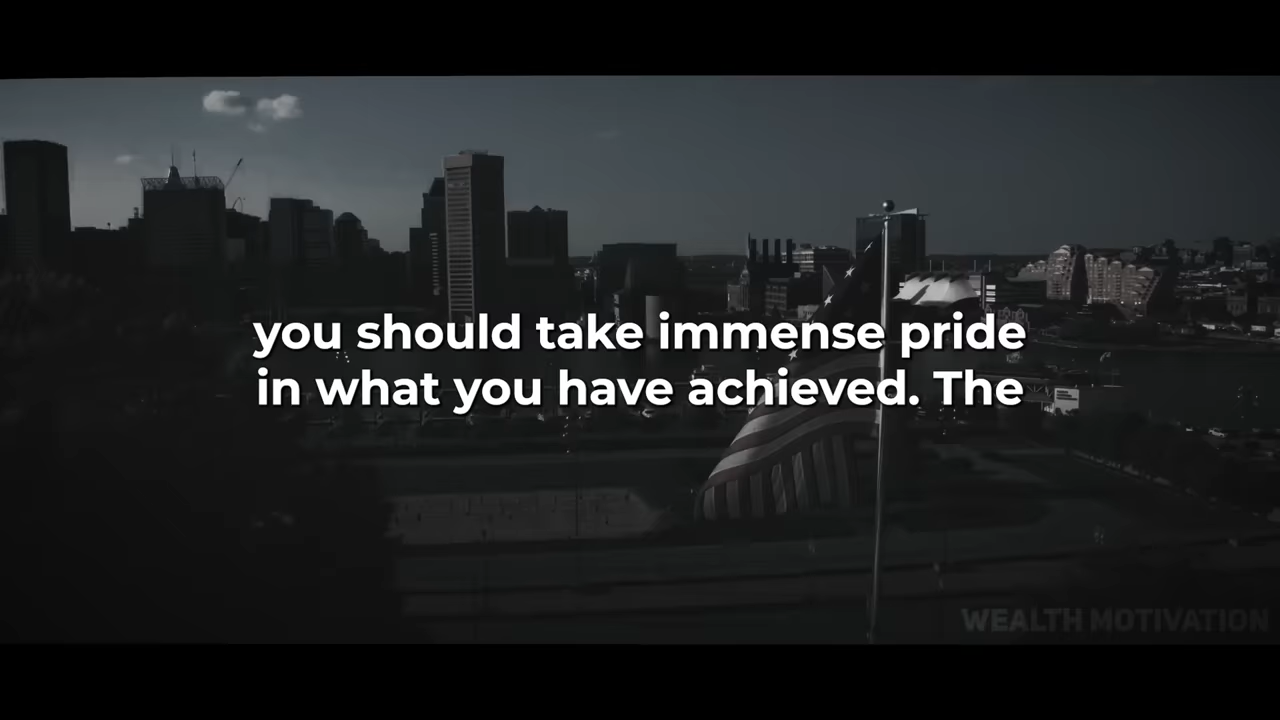 you should take immense pride
in what you have achieved. The
WEALTH MOTIVATION